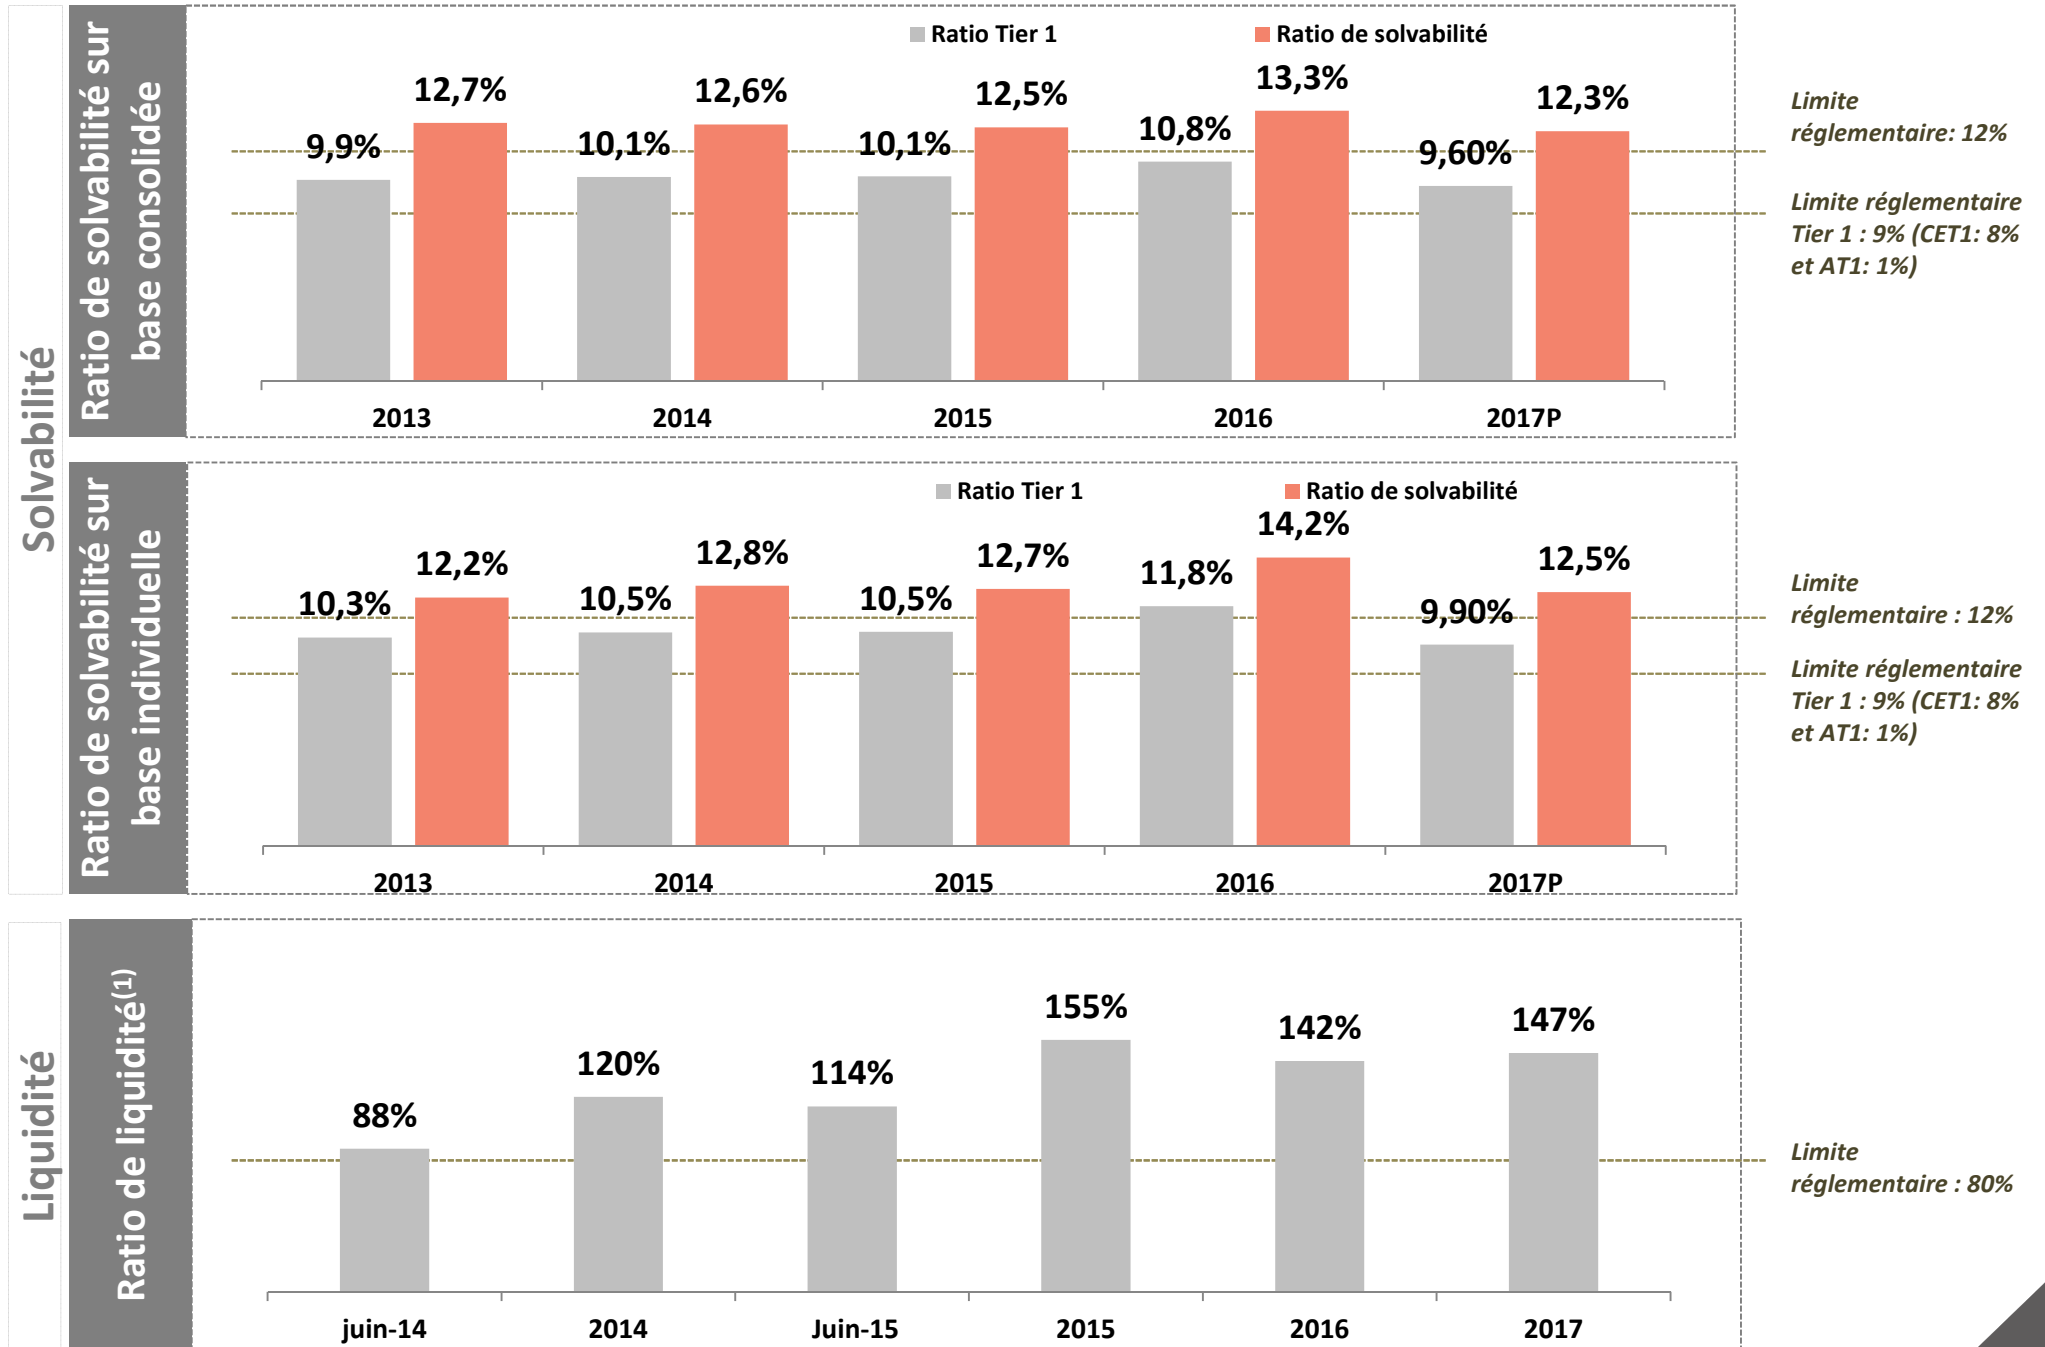 Solvabilité
Ratio de solvabilité sur
base consolidée
Ratio Tier 1
Ratio de solvabilité
9,9%
12,7%
10,1%
12,6%
10,1%
12,5%
10,8%
13,3%
9,60%
12,3%
2013
2014
2015
2016
2017P
Limite
réglementaire: 12%
Limite réglementaire
Tier 1 : 9% (CET1: 8%
et AT1: 1%)
Ratio de solvabilité sur
base individuelle
Ratio Tier 1
Ratio de solvabilité
10,3%
12,2%
10,5%
12,8%
10,5%
12,7%
11,8%
14,2%
9,90%
12,5%
2013
2014
2015
2016
2017P
Limite
réglementaire : 12%
Limite réglementaire
Tier 1 : 9% (CET1: 8%
et AT1: 1%)
Liquidité
Ratio de liquidité(1)
88%
120%
114%
155%
142%
147%
juin-14
2014
Juin-15
2015
2016
2017
Limite
réglementaire : 80%